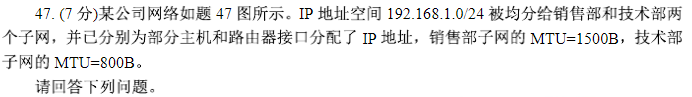 47. (7 分)某公司网络如题 47 图所示。IP 地址空间 192.168.1.0/24 被均分给销售部和技术部两
个子网，并已分别为部分主机和路由器接口分配了 IP 地址，销售部子网的 MTU=1500B，技术部
子网的 MTU=800B。
请回答下列问题。